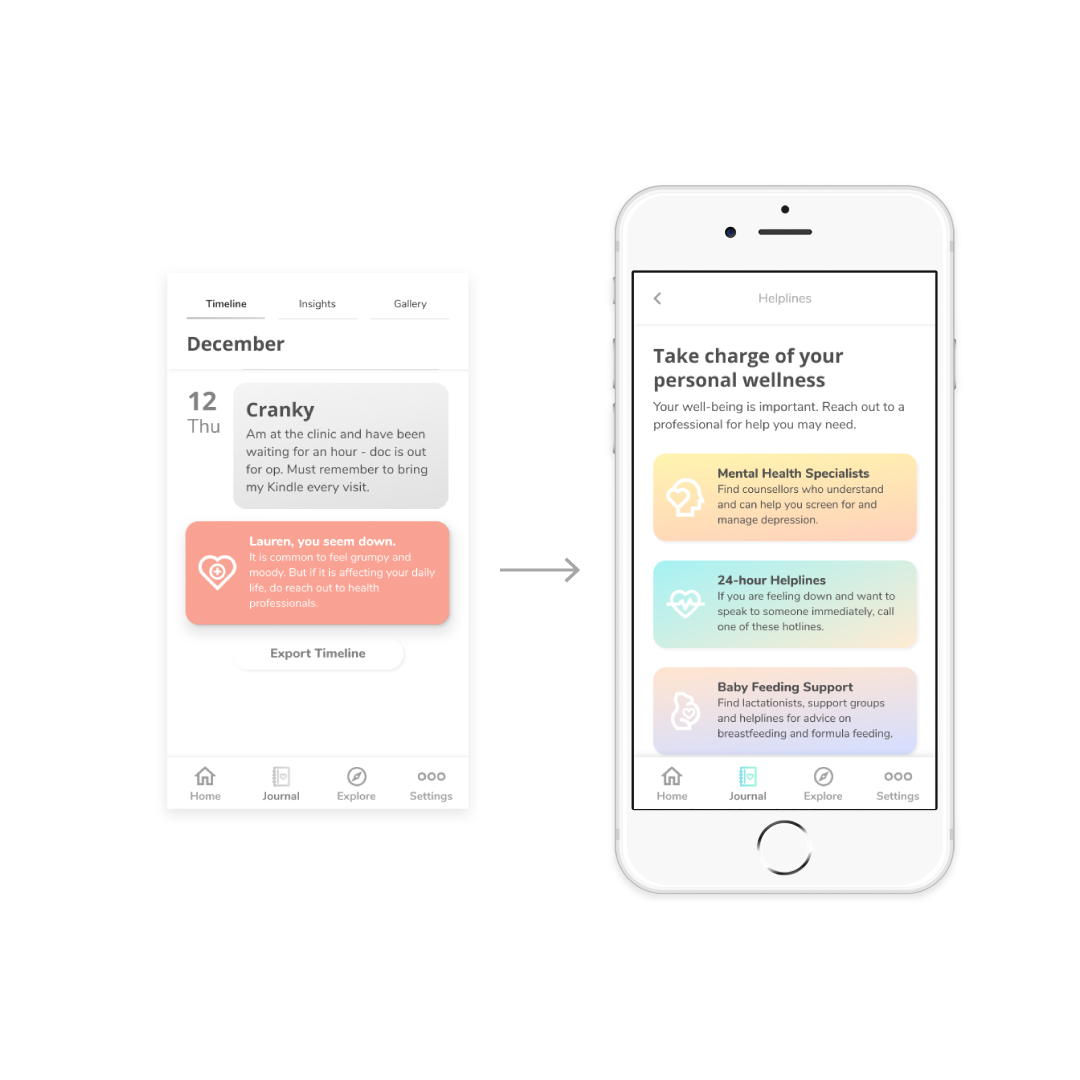 Timeline Insights Gallery
December
12
Thu
Cranky
Am at the clinic and have been
waiting for an hour - doc is out
for op. Must remember to bring
my Kindle every visit.
Lauren, you seem down.
It is common to feel grumpy and
moody. But if it is affecting your daily
life, do reach out to health
professionals.
Export Timeline
Home Journal Explore Settings
Helplines
Take charge of your
personal wellness
Your well-being is important. Reach out to a
professional for help you may need.
Mental Health Specialists
Find counsellors who understand
and can help you screen for and
manage depression.
24-hour Helplines
If you are feeling down and want to
speak to someone immediately, call
one of these hotlines.
Baby Feeding Support
Find lactationists, support groups
and helplines for advice on
breastfeeding and formula feeding.
Home Journal Explore Settings